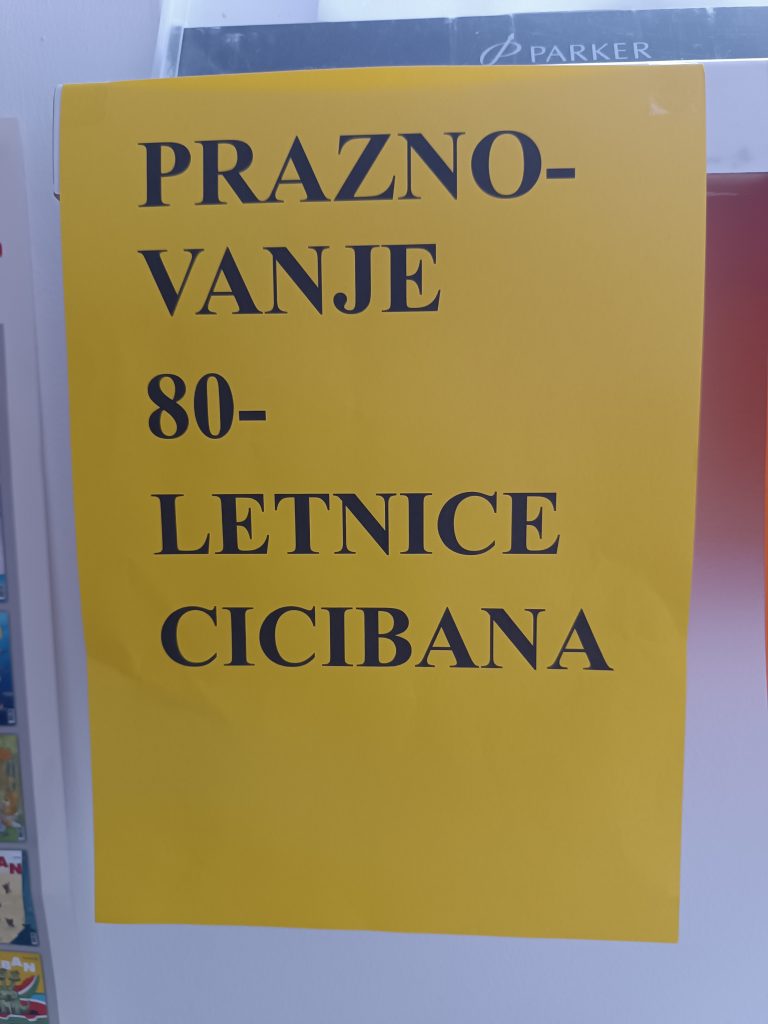 PARKER
PRAZNO-
VANJE
80-
LETNICE
CICIBANA